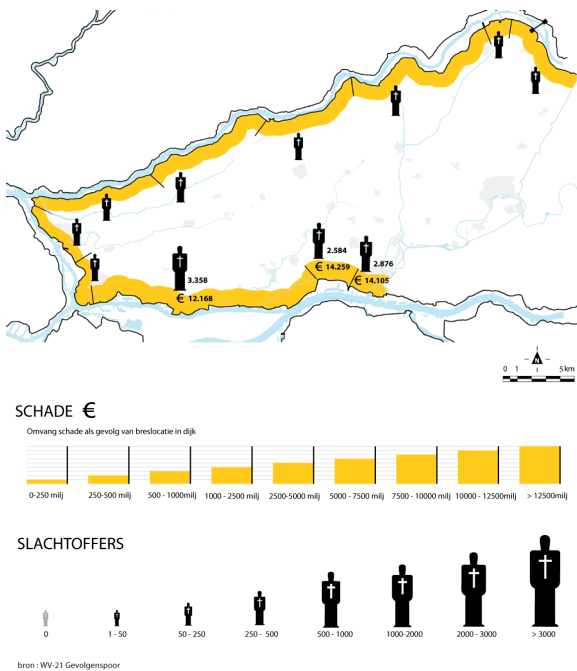 2.584
2.876
€ 14.259
3.358
€ 14.105
€ 12.168
N
0 1 5 km
SCHADE €
Omvang schade als gevolg van breslocatie in dijk
0-250 milj 250-500 milj 500 - 1000milj 1000 - 2500 milj 2500-5000 milj 5000 - 7500 milj 7500 - 10000 milj 10000 - 12500milj > 12500milj
SLACHTOFFERS
0 1 - 50 50 - 250 250 - 500 500 - 1000 1000-2000 2000 - 3000 > 3000
bron : WV-21 Gevolgenspoor